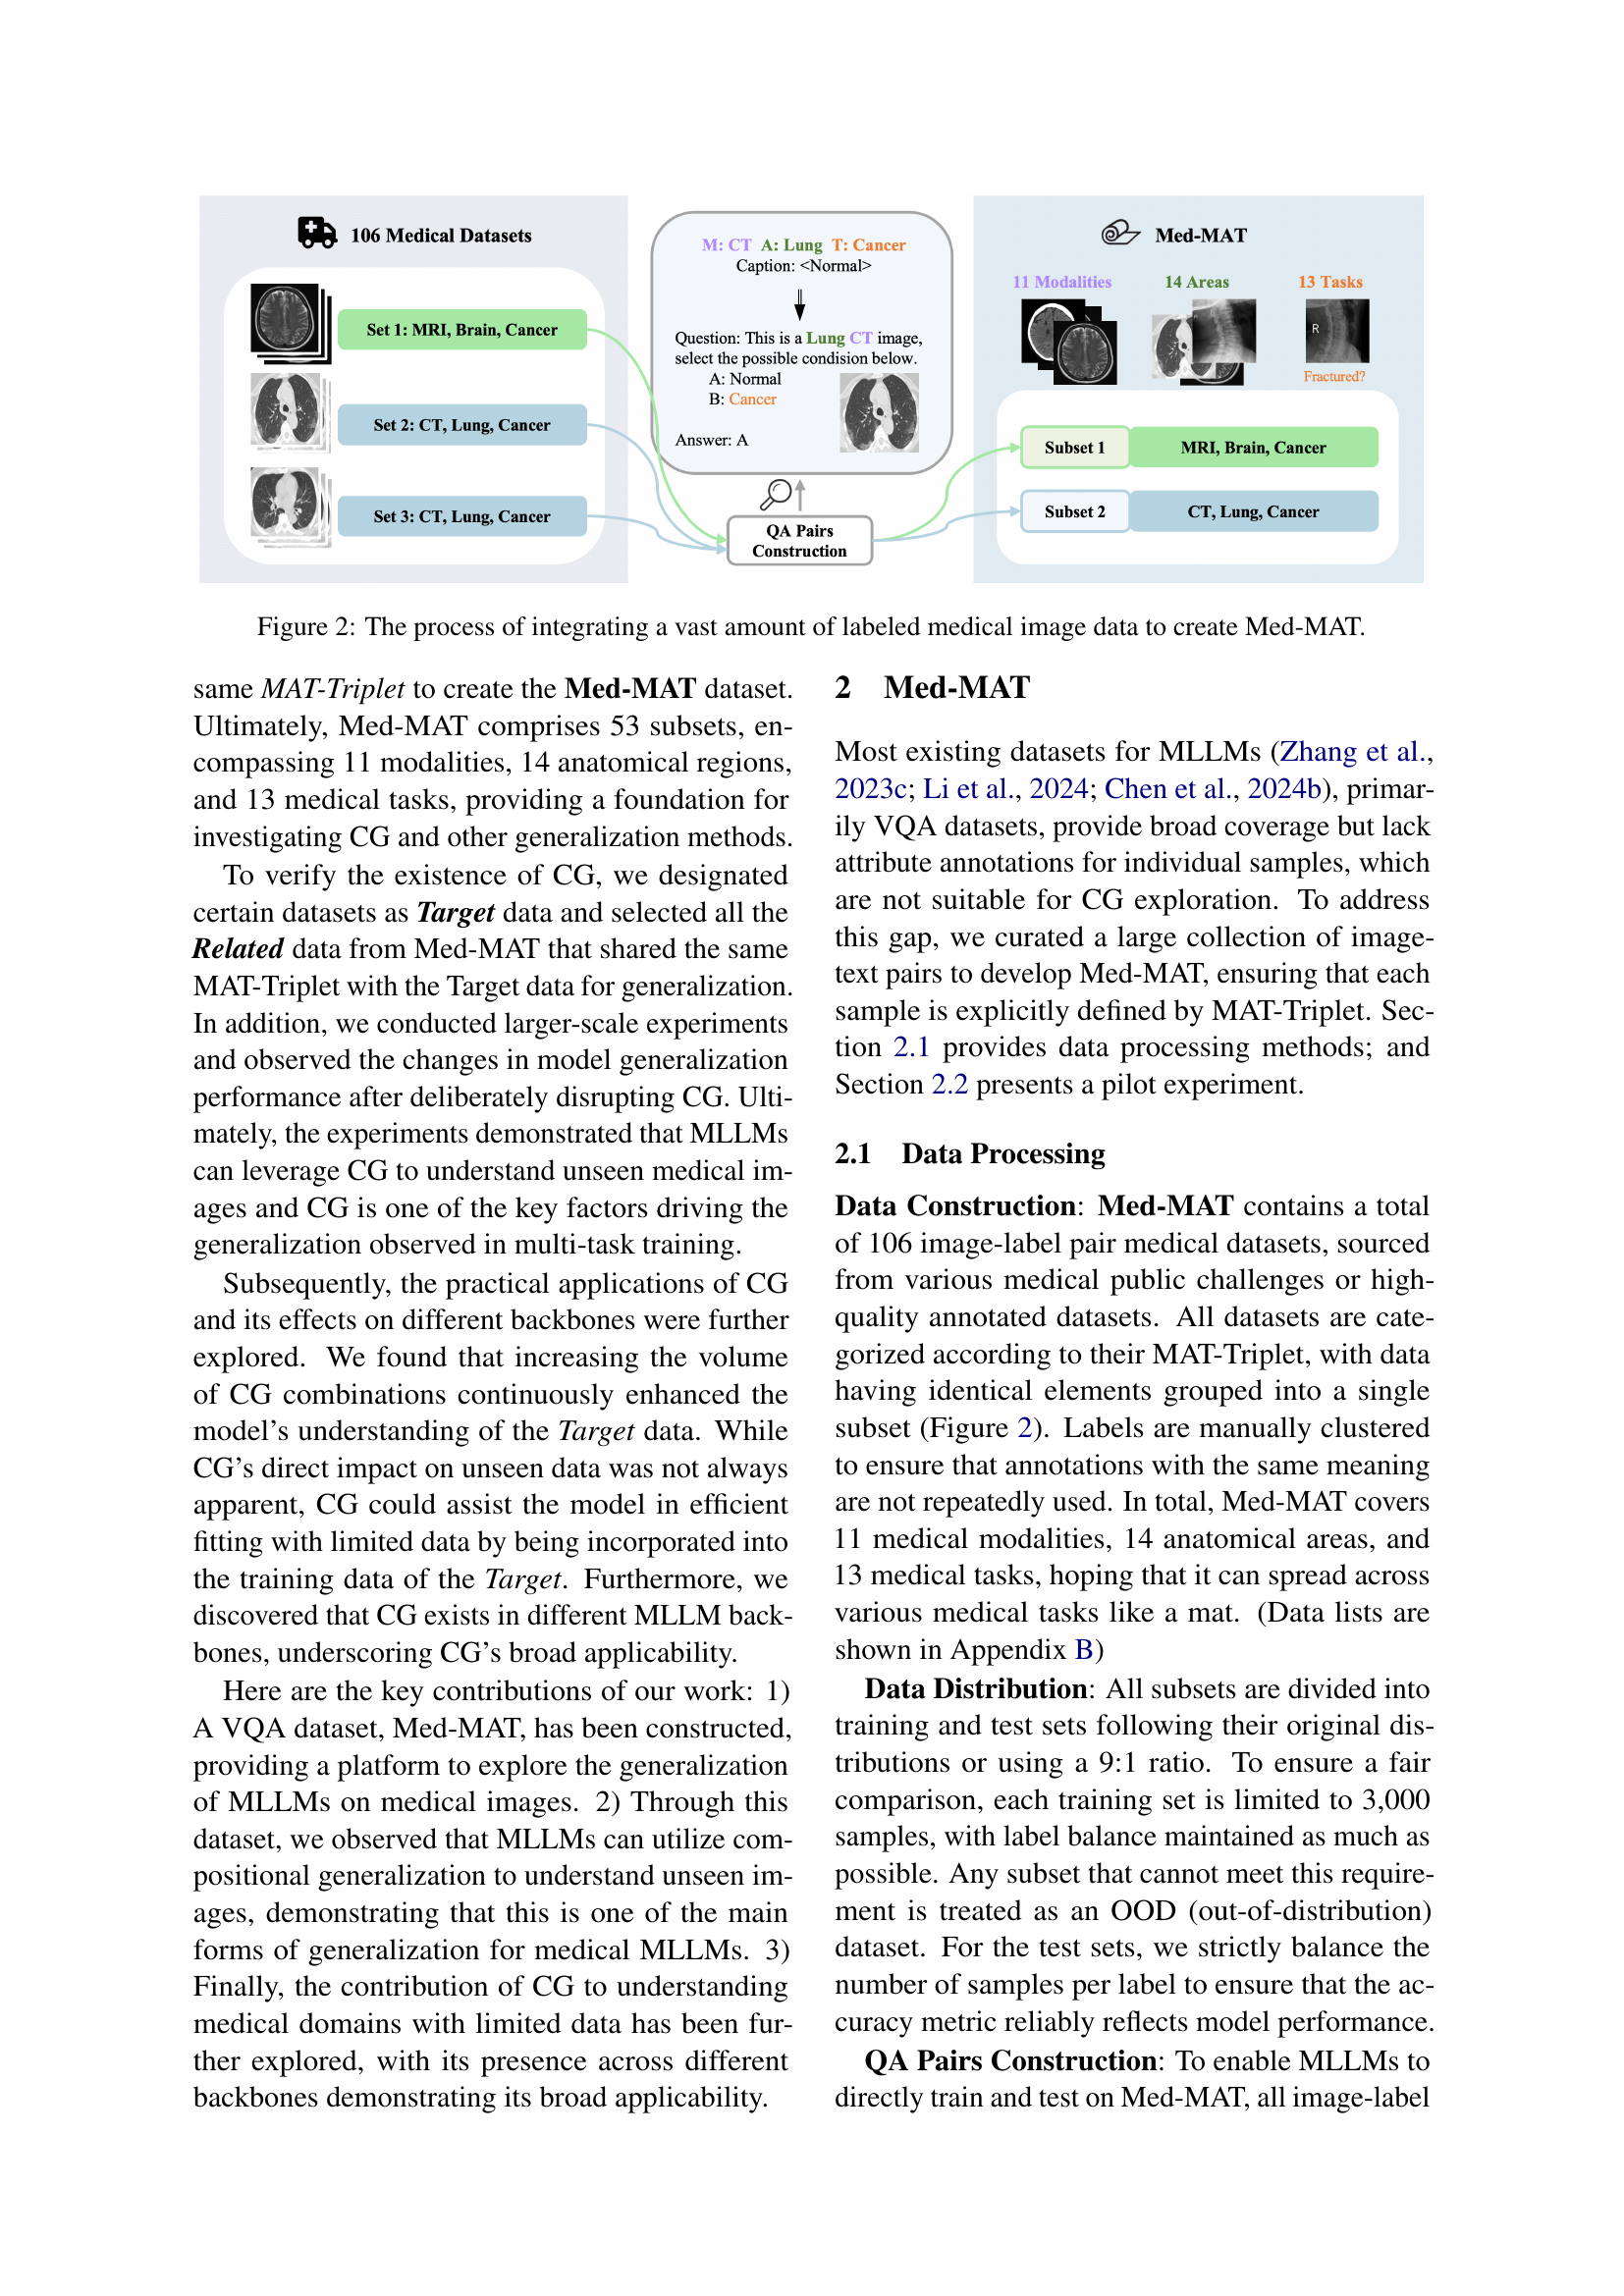 106 Medical Datasets
Set 1: MRI, Brain, Cancer
Set 2: CT, Lung, Cancer
Set 3: CT, Lung, Cancer
M: CT A: Lung T: Cancer
Caption: <Normal>
Question: This is a Lung CT image,
select the possible condision below.
A: Normal
B: Cancer
Answer: A
QA Pairs
Construction
Med-MAT
11 Modalities
14 Areas
13 Tasks
R
Fractured?
Subset 1
MRI, Brain, Cancer
Subset 2
CT, Lung, Cancer
Figure 2: The process of integrating a vast amount of labeled medical image data to create Med-MAT.
same MAT-Triplet to create the Med-MAT dataset.
Ultimately, Med-MAT comprises 53 subsets, en-
compassing 11 modalities, 14 anatomical regions,
and 13 medical tasks, providing a foundation for
investigating CG and other generalization methods.
To verify the existence of CG, we designated
certain datasets as Target data and selected all the
Related data from Med-MAT that shared the same
MAT-Triplet with the Target data for generalization.
In addition, we conducted larger-scale experiments
and observed the changes in model generalization
performance after deliberately disrupting CG. Ulti-
mately, the experiments demonstrated that MLLMs
can leverage CG to understand unseen medical im-
ages and CG is one of the key factors driving the
generalization observed in multi-task training.
Subsequently, the practical applications of CG
and its effects on different backbones were further
explored. We found that increasing the volume
of CG combinations continuously enhanced the
model's understanding of the Target data. While
CG's direct impact on unseen data was not always
apparent, CG could assist the model in efficient
fitting with limited data by being incorporated into
the training data of the Target. Furthermore, we
discovered that CG exists in different MLLM back-
bones, underscoring CG's broad applicability.
Here are the key contributions of our work: 1)
A VQA dataset, Med-MAT, has been constructed,
providing a platform to explore the generalization
of MLLMs on medical images. 2) Through this
dataset, we observed that MLLMs can utilize com-
positional generalization to understand unseen im-
ages, demonstrating that this is one of the main
forms of generalization for medical MLLMs. 3)
Finally, the contribution of CG to understanding
medical domains with limited data has been fur-
ther explored, with its presence across different
backbones demonstrating its broad applicability.
2 Med-MAT
Most existing datasets for MLLMs (Zhang et al.,
2023c; Li et al., 2024; Chen et al., 2024b), primar-
ily VQA datasets, provide broad coverage but lack
attribute annotations for individual samples, which
are not suitable for CG exploration. To address
this gap, we curated a large collection of image-
text pairs to develop Med-MAT, ensuring that each
sample is explicitly defined by MAT-Triplet. Sec-
tion 2.1 provides data processing methods; and
Section 2.2 presents a pilot experiment.
2.1 Data Processing
Data Construction: Med-MAT contains a total
of 106 image-label pair medical datasets, sourced
from various medical public challenges or high-
quality annotated datasets. All datasets are cate-
gorized according to their MAT-Triplet, with data
having identical elements grouped into a single
subset (Figure 2). Labels are manually clustered
to ensure that annotations with the same meaning
are not repeatedly used. In total, Med-MAT covers
11 medical modalities, 14 anatomical areas, and
13 medical tasks, hoping that it can spread across
various medical tasks like a mat. (Data lists are
shown in Appendix B)
Data Distribution: All subsets are divided into
training and test sets following their original dis-
tributions or using a 9:1 ratio. To ensure a fair
comparison, each training set is limited to 3,000
samples, with label balance maintained as much as
possible. Any subset that cannot meet this require-
ment is treated as an OOD (out-of-distribution)
dataset. For the test sets, we strictly balance the
number of samples per label to ensure that the ac-
curacy metric reliably reflects model performance.
QA Pairs Construction: To enable MLLMs to
directly train and test on Med-MAT, all image-label